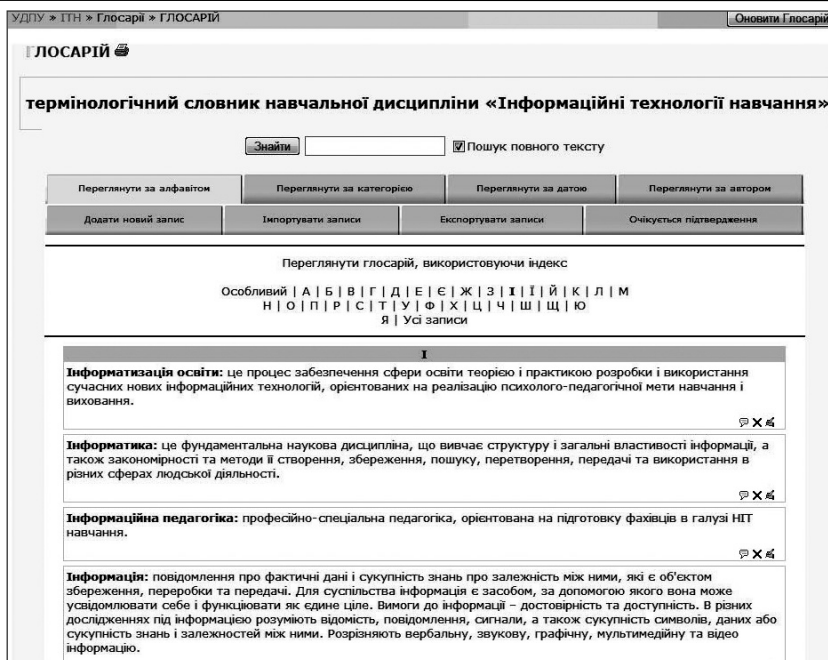 УДПУ » ІТН » Глосарії » ГЛОСАРІЙ
Оновити Глосарій
ГЛОСАРІЙ
термінологічний словник навчальної дисципліни «Інформаційні технології навчання»
Знайти Пошук повного тексту
Переглянути за алфавітом Переглянути за категорією Переглянути за датою Переглянути за автором
Додати новий запис Імпортувати записи Експортувати записи Очікується підтвердження
Переглянути глосарій, використовуючи індекс
Особливий | А | Б | В | Г | Д | Е | Є | Ж | З | І | Ї | Й | К | Л | М
Н | О | П | Р | С | Т | У | Ф | Х | Ц | Ч | Ш | Щ | Ю
Я | Усі записи
І
Інформатизація освіти: це процес забезпечення сфери освіти теорією і практикою розробки і використання
сучасних нових інформаційних технологій, орієнтованих на реалізацію психолого-педагогічної мети навчання і
виховання.
Інформатика: це фундаментальна наукова дисципліна, що вивчає структуру і загальні властивості інформації, а
також закономірності та методи її створення, збереження, пошуку, перетворення, передачі та використання в
різних сферах людської діяльності.
Інформаційна педагогіка: професійно-спеціальна педагогіка, орієнтована на підготовку фахівців в галузі НІТ
навчання.
Інформація: повідомлення про фактичні дані і сукупність знань про залежність між ними, які є об'єктом
збереження, переробки та передачі. Для суспільства інформація є засобом, за допомогою якого вона може
усвідомлювати себе і функціювати як єдине ціле. Вимоги до інформації – достовірність та доступність. В різних
дослідженнях під інформацією розуміють відомість, повідомлення, сигнали, а також сукупність символів, даних або
сукупність знань і залежностей між ними. Розрізняють вербальну, звукову, графічну, мультимедійну та відео
інформацію.